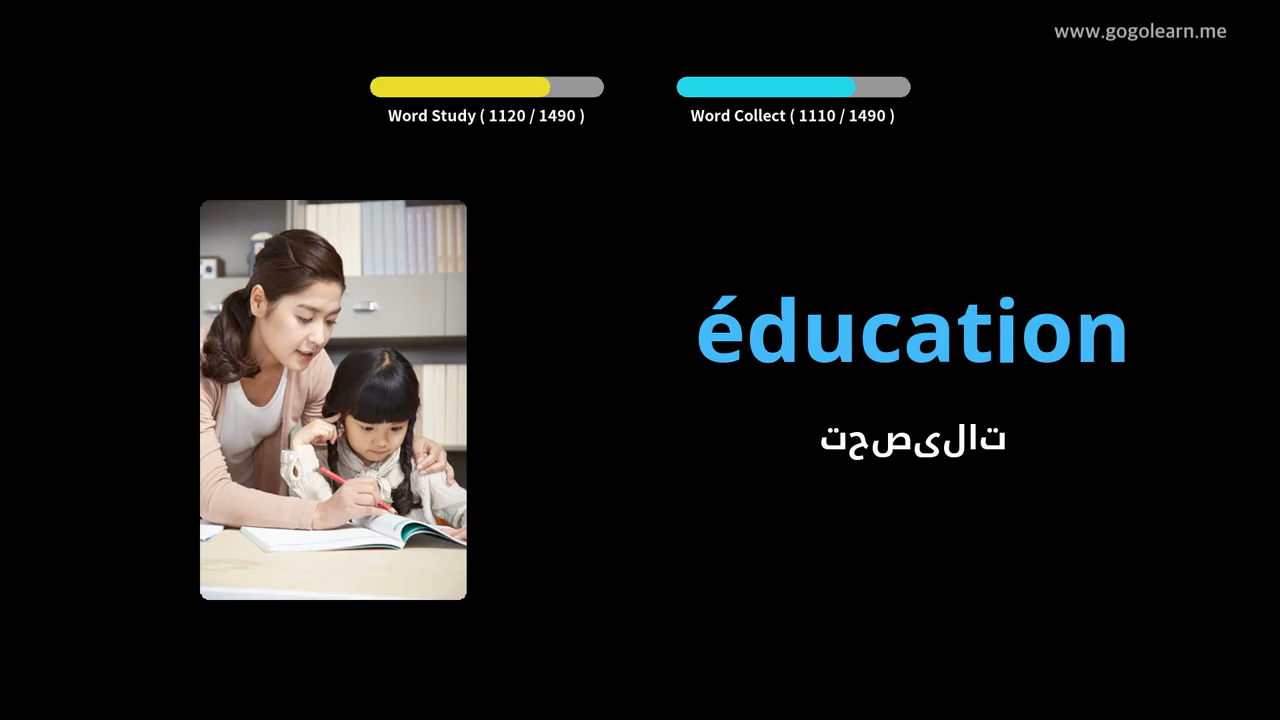 www.gogolearn.me
Word Study ( 1120 / 1490 )
Word Collect ( 1110 / 1490 )
éducation
تحصیلات